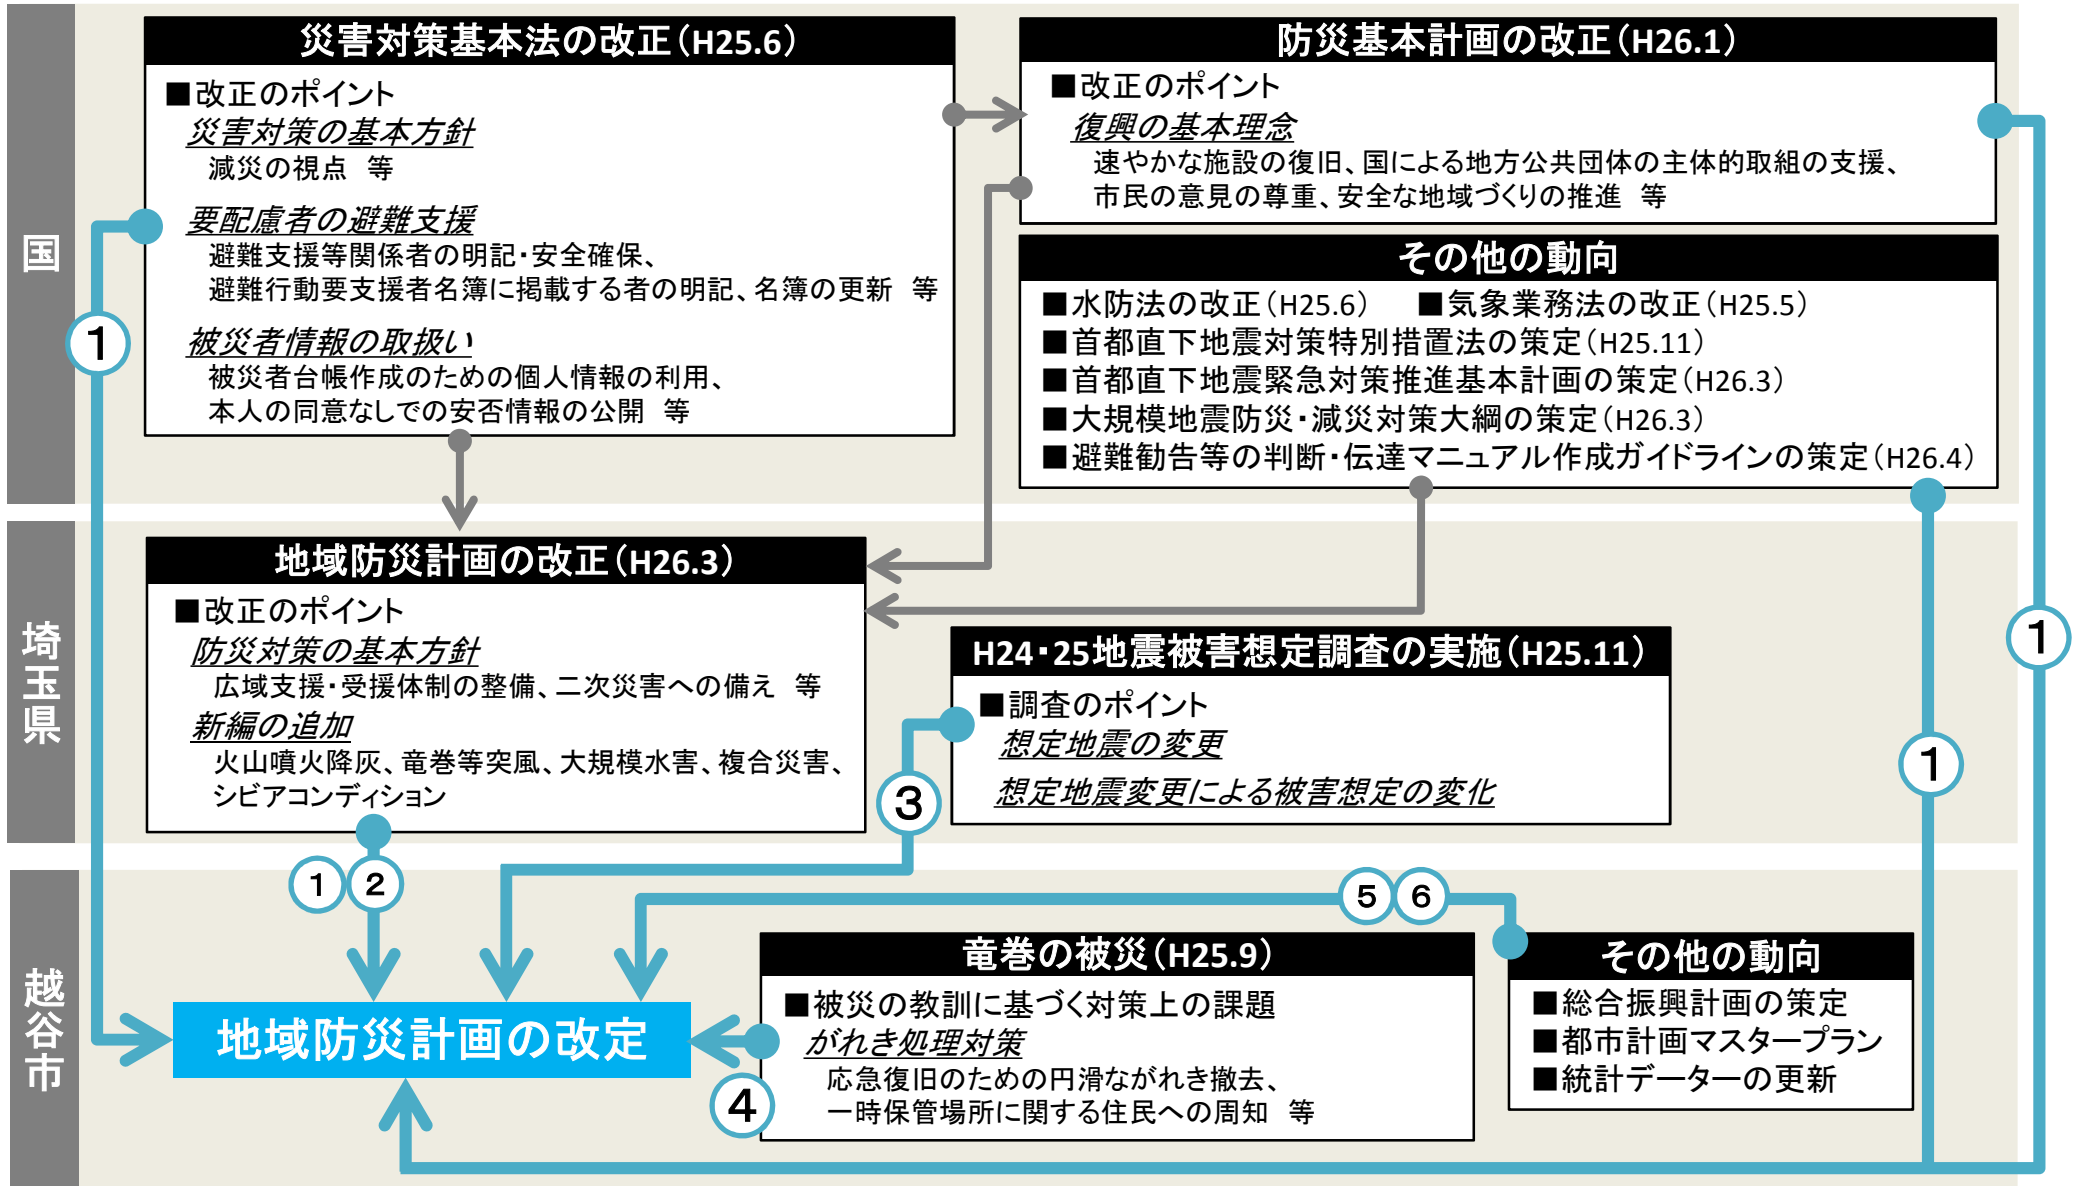 国
災害対策基本法の改正（H25.6）
■改正のポイント
災害対策の基本方針
減災の視点　等
要配慮者の避難支援
避難支援等関係者の明記・安全確保、
避難行動要支援者名簿に掲載する者の明記、名簿の更新　等
被災者情報の取扱い
被災者台帳作成のための個人情報の利用、
本人の同意なしでの安否情報の公開　等
1
防災基本計画の改正（H26.1）
■改正のポイント
復興の基本理念
速やかな施設の復旧、国による地方公共団体の主体的取組の支援、
市民の意見の尊重、安全な地域づくりの推進　等
その他の動向
■水防法の改正（H25.6）　■気象業務法の改正（H25.5）
■首都直下地震対策特別措置法の策定（H25.11）
■首都直下地震緊急対策推進基本計画の策定（H26.3）
■大規模地震防災・減災対策大綱の策定（H26.3）
■避難勧告等の判断・伝達マニュアル作成ガイドラインの策定（H26.4）
埼玉県
地域防災計画の改正（H26.3）
■改正のポイント
防災対策の基本方針
広域支援・受援体制の整備、二次災害への備え　等
新編の追加
火山噴火降灰、竜巻等突風、大規模水害、複合災害、
シビアコンディション
H24・25地震被害想定調査の実施（H25.11）
■調査のポイント
想定地震の変更
想定地震変更による被害想定の変化
3
1
1
越谷市
1 2
5 6
地域防災計画の改定
竜巻の被災（H25.9）
■被災の教訓に基づく対策上の課題
がれき処理対策
応急復旧のための円滑ながれき撤去、
一時保管場所に関する住民への周知　等
4
その他の動向
■総合振興計画の策定
■都市計画マスタープラン
■統計データーの更新